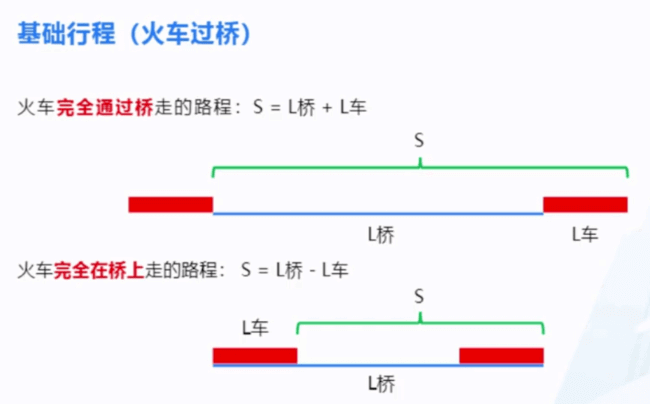 基础行程（火车过桥）
火车完全通过桥走的路程：S = L桥 + L车
S
L桥
L车
火车完全在桥上走的路程： S = L桥 - L车
S
L车
L桥